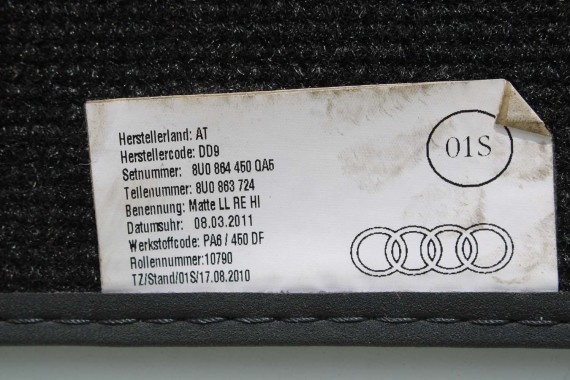 Herstellerland: AT
Herstellercode: DD9
Setnummer: 8U0 864 450 QA5
Teilenummer: 8U0 863 724
Benennung: Matte LL RE HI
Datumsuhr: 08.03.2011
Werkstoffcode: PA6 / 450 DF
Rollennummer:10790
TZ/Stand/01S/17.08.2010
01S